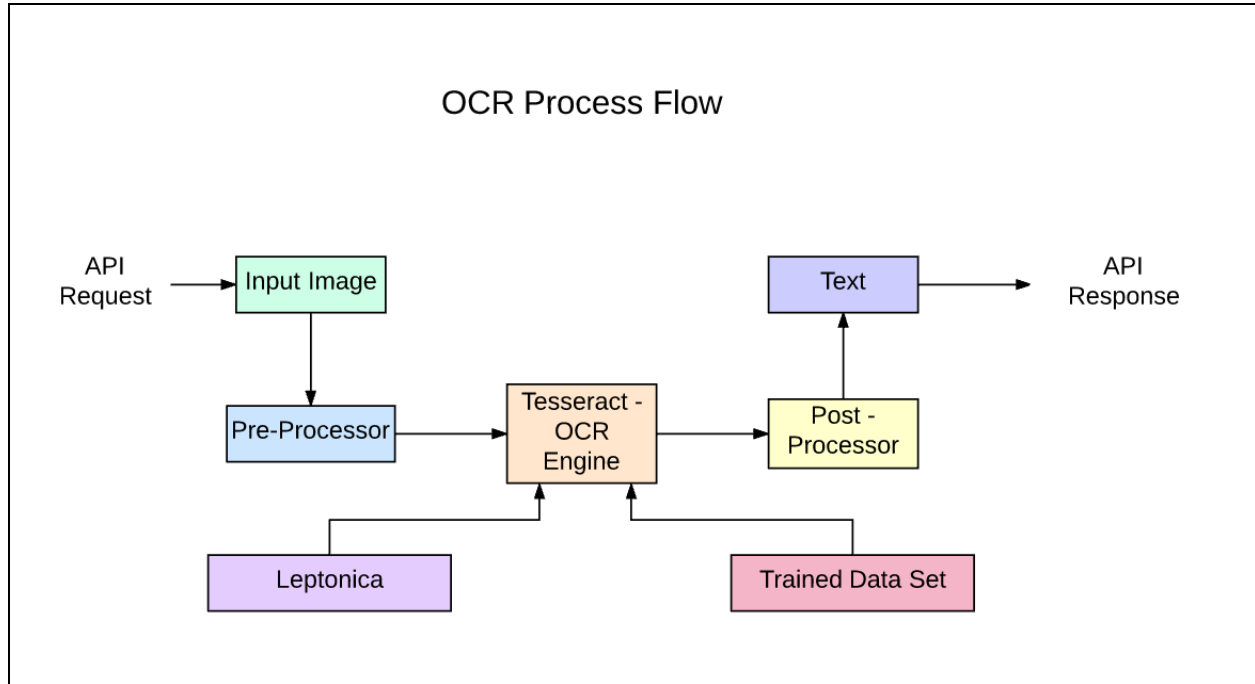 OCR Process Flow
API
Request
Input Image
Text
API
Response
Pre-Processor
Tesseract -
OCR
Engine
Post -
Processor
Leptonica
Trained Data Set